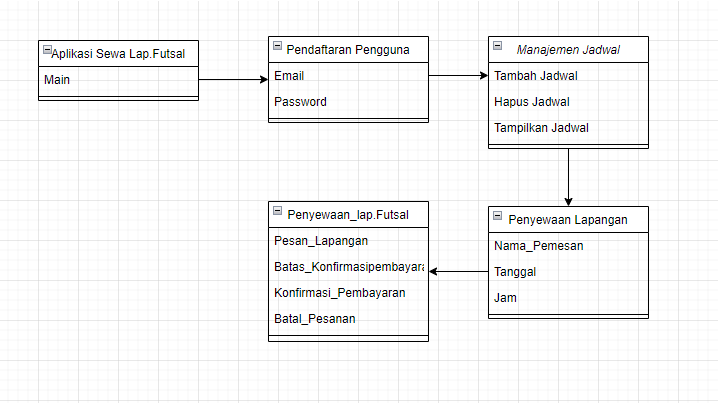 Aplikasi Sewa Lap.Futsal
Main
Pendaftaran Pengguna
Email
Password
Manajemen Jadwal
Tambah Jadwal
Hapus Jadwal
Tampilkan Jadwal
Penyewaan Lapangan
Nama_Pemesan
Tanggal
Jam
Penyewaan_lap.Futsal
Pesan_Lapangan
Batas_Konfirmasipembayara
Konfirmasi_Pembayaran
Batal_Pesanan